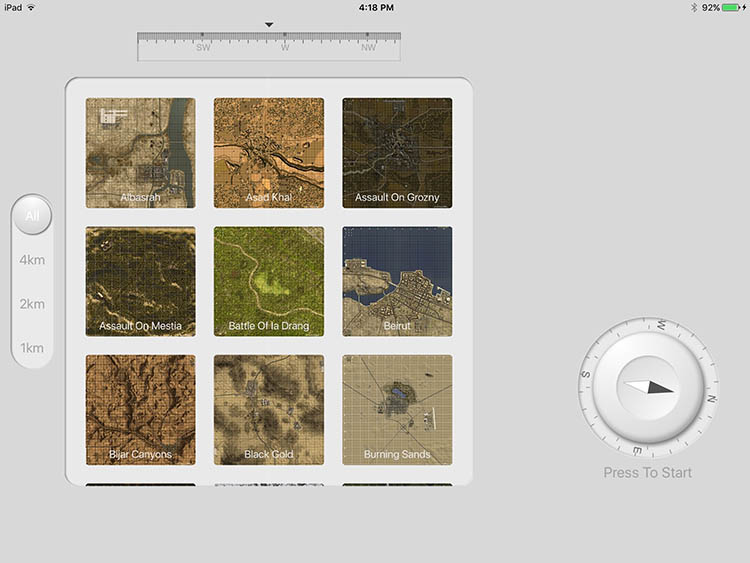 iPad 4:18 PM 92%
SW W NW
Albasrah Asad Khal Assault On Grozny
All
4km
2km
1km
Assault On Mestia Battle Of Ia Drang Beirut
Bijar Canyons Black Gold Burning Sands
W
S N
E
Press To Start